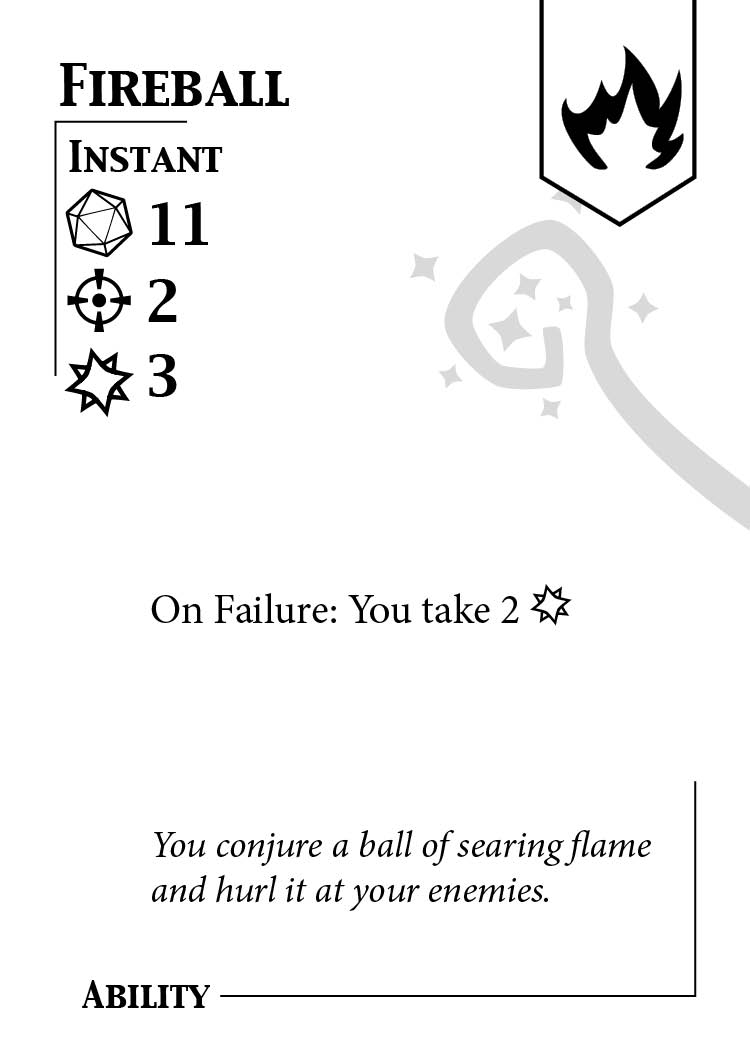 Fireball
Instant
11
2
3
On Failure: You take 2
You conjure a ball of searing flame
and hurl it at your enemies.
Ability